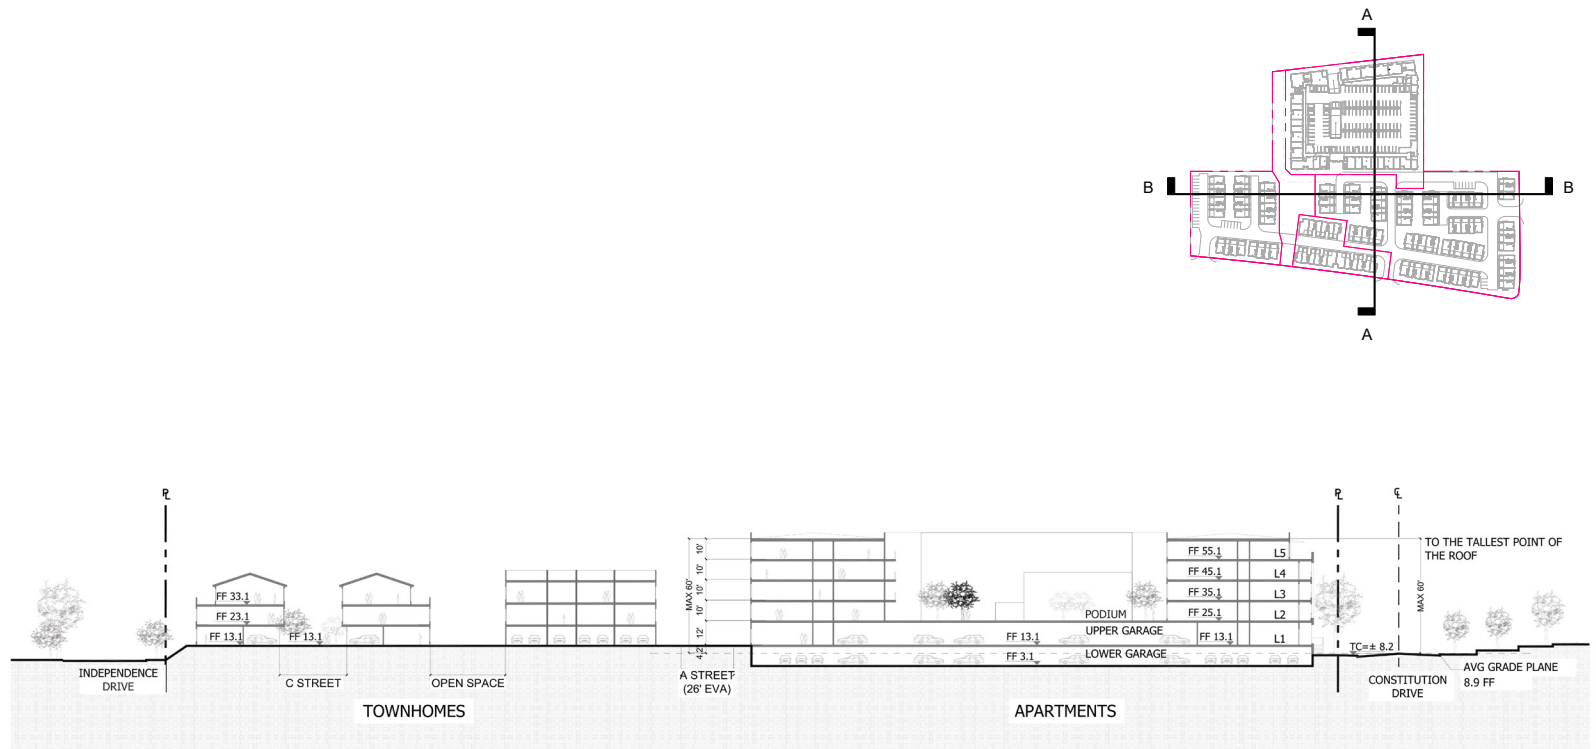 A
B
B
A
PL
PL
CL
TO THE TALLEST POINT OF
THE ROOF
10'
10'
10'
10'
12'
4.2'
MAX 60'
FF 55.1
L5
FF 45.1
L4
FF 35.1
L3
FF 25.1
L2
FF 13.1
L1
MAX 60'
FF 33.1
FF 23.1
FF 13.1
FF 13.1
PODIUM
UPPER GARAGE
FF 13.1
LOWER GARAGE
FF 3.1
TC=± 8.2
INDEPENDENCE
DRIVE
C STREET
OPEN SPACE
A STREET
(26' EVA)
CONSTITUTION
DRIVE
AVG GRADE PLANE
8.9 FF
TOWNHOMES
APARTMENTS